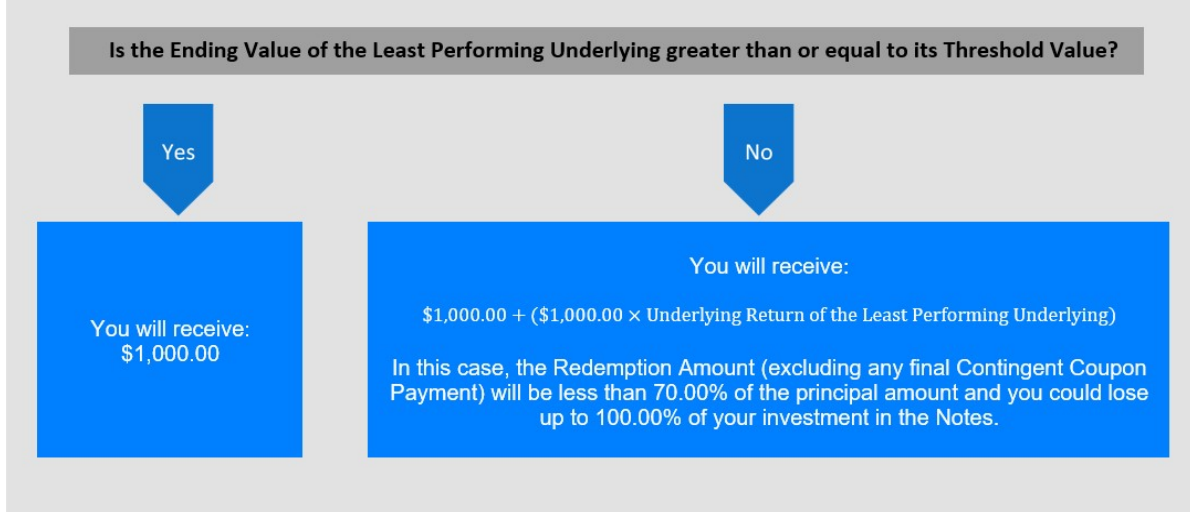 Is the Ending Value of the Least Performing Underlying greater than or equal to its Threshold Value?
Yes
No
You will receive:
$1,000.00
You will receive:
$1,000.00 + ($1,000.00 × Underlying Return of the Least Performing Underlying)
In this case, the Redemption Amount (excluding any final Contingent Coupon
Payment) will be less than 70.00% of the principal amount and you could lose
up to 100.00% of your investment in the Notes.